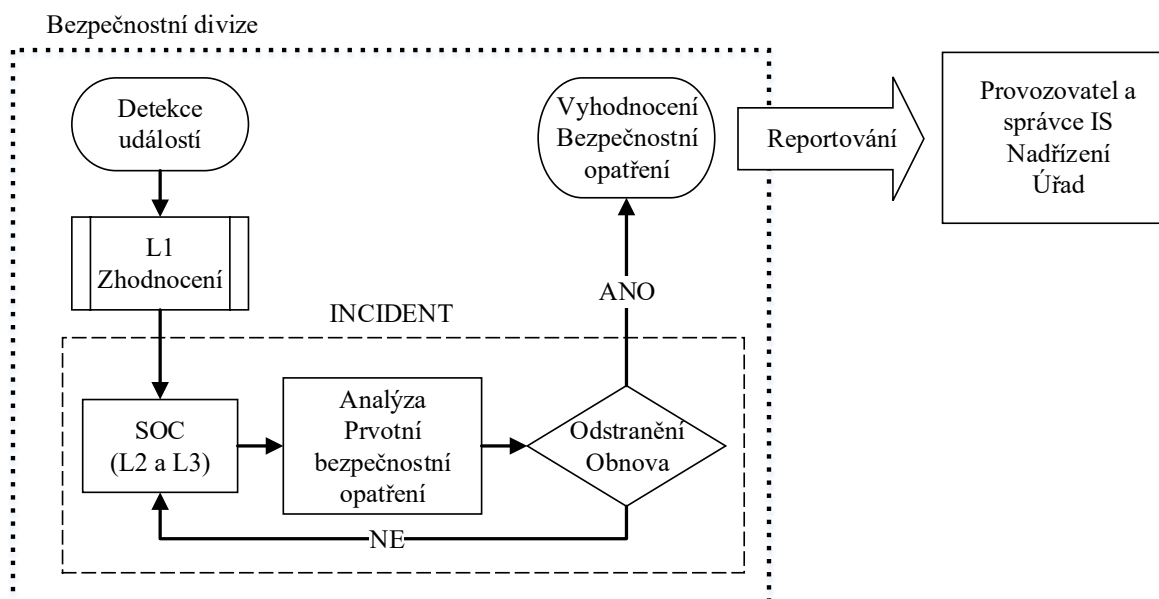 Bezpečnostní divize
Detekce
událostí
Vyhodnocení
Bezpečnostní
opatření
Reportování
Provozovatel a
správce IS
Nadřízení
Úřad
L1
Zhodnocení
ANO
INCIDENT
SOC
(L2 a L3)
Analýza
Prvotní
bezpečnostní
opatření
Odstranění
Obnova
NE